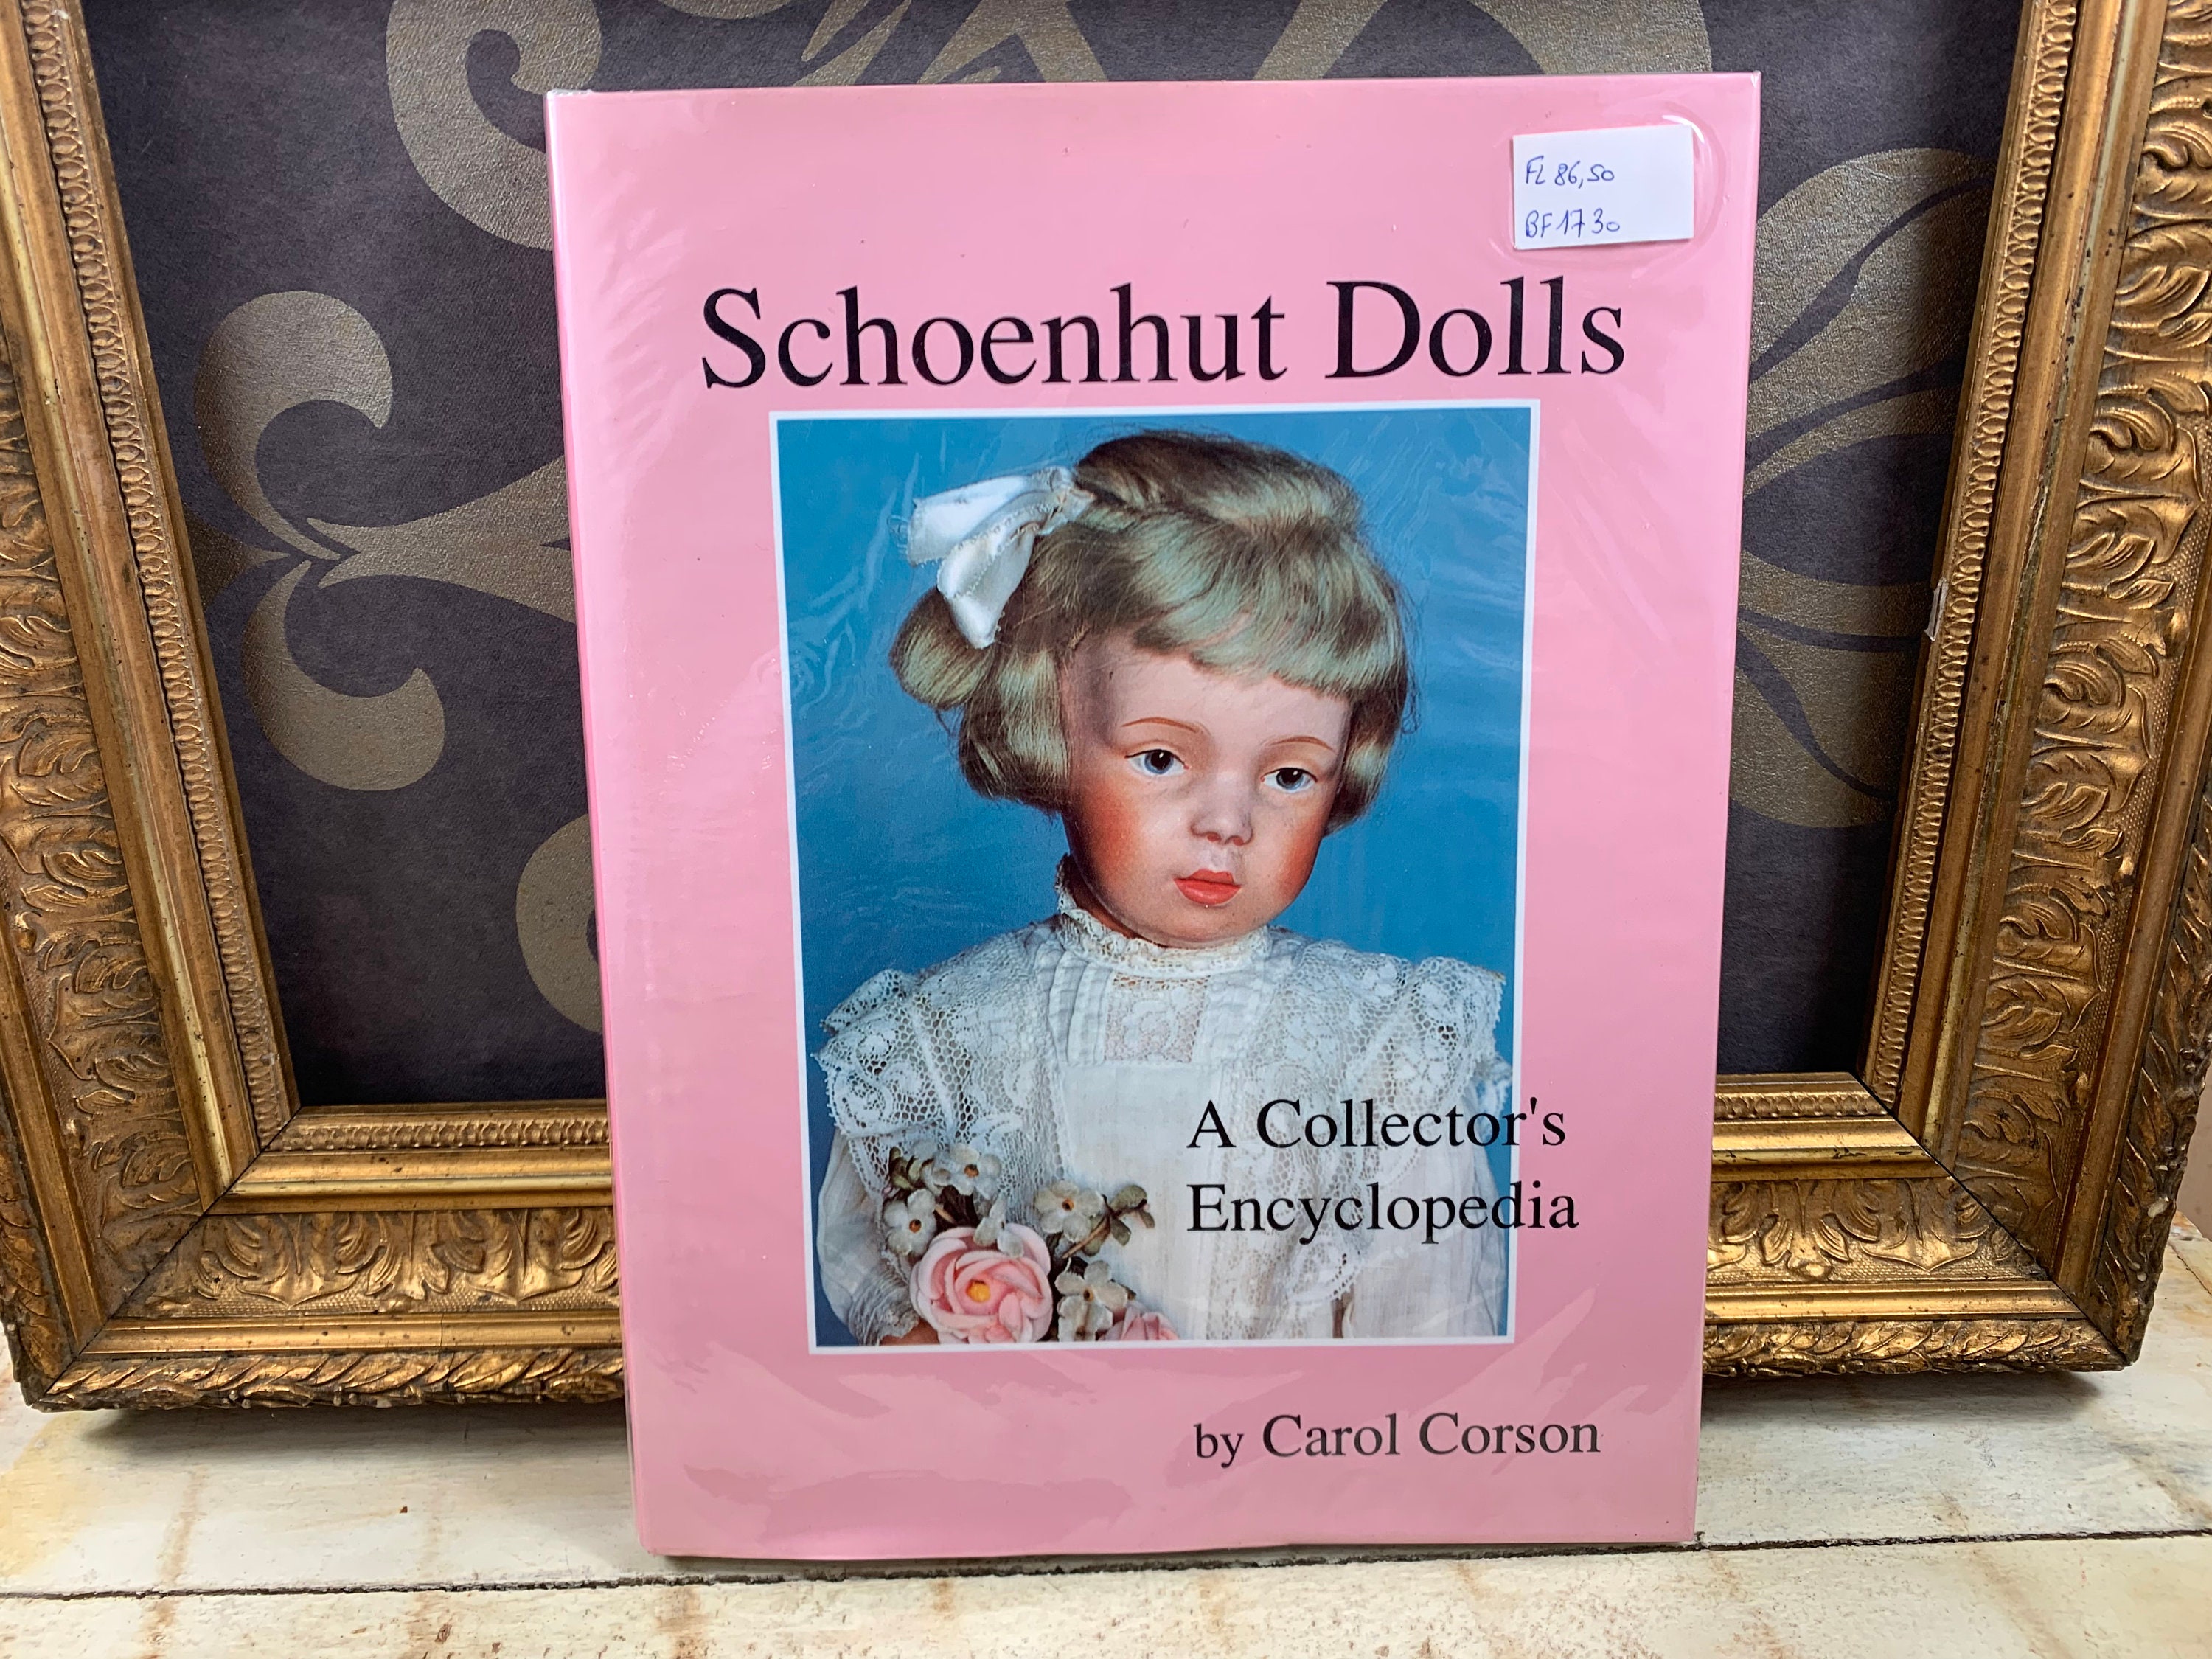 FL 86,50
BF 1730
Schoenhut Dolls
A Collector's
Encyclopedia
by Carol Corson